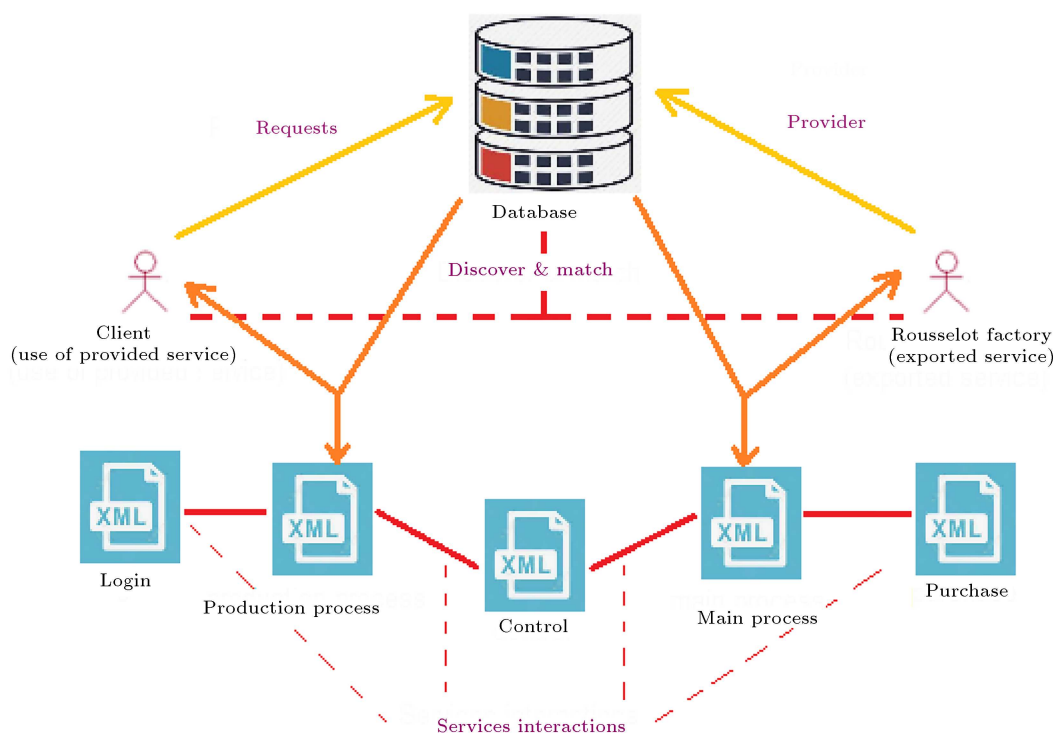 Requests
Provider
Database
Discover & match
Client
(use of provided service)
Rousselot factory
(exported service)
XML
XML
XML
XML
XML
Login
Production process
Control
Main process
Purchase
Services interactions